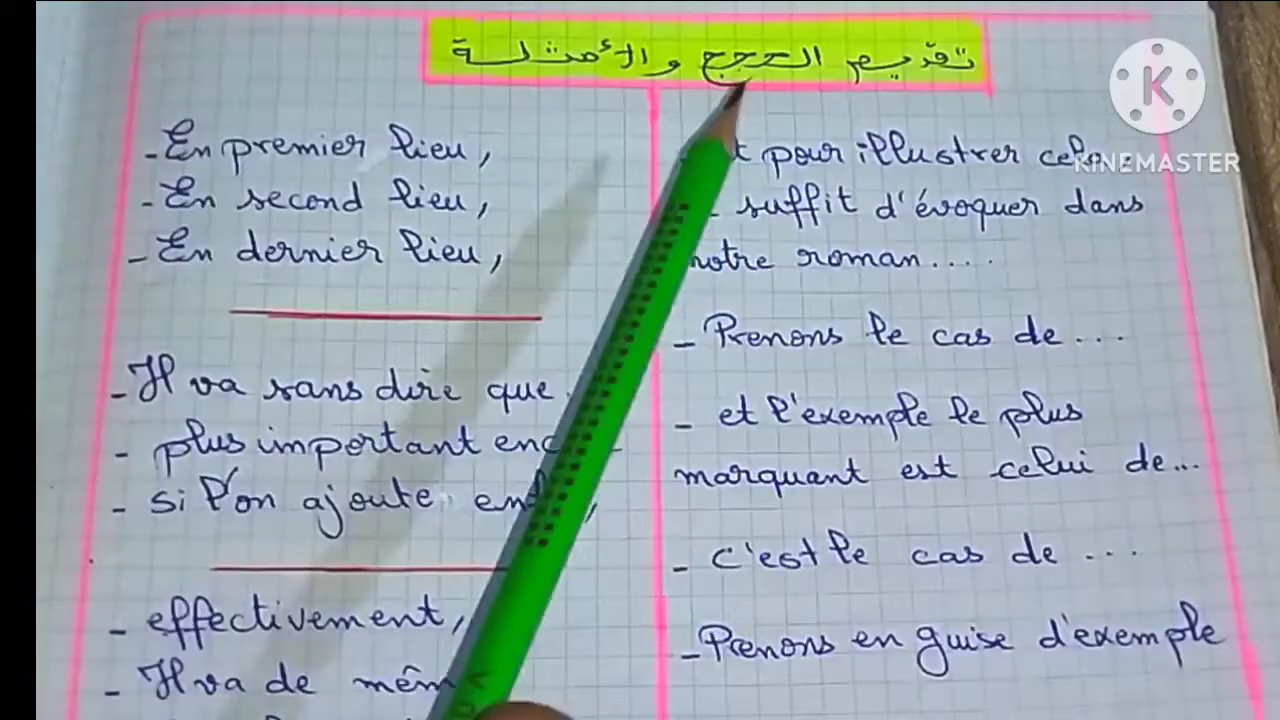 تقديم الحجج والأمثلة
- En premier lieu,
- En second lieu,
- En dernier lieu,
- Il va sans dire que
- plus important
- si l'on ajoute
- effectivement,
- Il va de
pour illustrer
suffit d'évoquer dans
notre roman....
- Prenons le cas de ...
- et l'exemple le plus
marquant est celui de...
- c'est le cas de ...
- Prenons en guise d'exemple
K
KINEMASTER